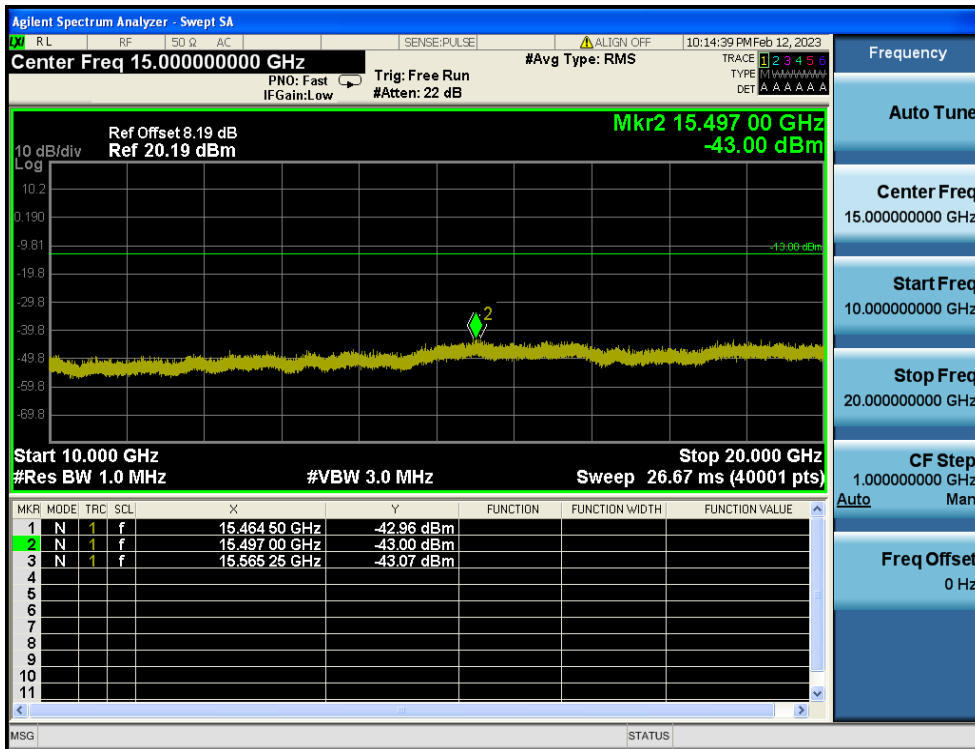 Agilent Spectrum Analyzer - Swept SA
LXI RL RF 50 Ω AC SENSE:PULSE ALIGN OFF 10:14:39 PM Feb 12, 2023
Center Freq 15.000000000 GHz
PNO: Fast
IFGain:Low
Trig: Free Run
#Atten: 22 dB
#Avg Type: RMS
TRACE 1 2 3 4 5 6
TYPE
DET A A A A A A
Mkr2 15.497 00 GHz
-43.00 dBm
Ref Offset 8.19 dB
10 dB/div Ref 20.19 dBm
Log
10.2
0.190
-9.81
-19.8
-29.8
-39.8
-49.8
-59.8
-69.8
-13.00 dBm
2
Start 10.000 GHz Stop 20.000 GHz
#Res BW 1.0 MHz #VBW 3.0 MHz Sweep 26.67 ms (40001 pts)
MKR MODE TRC SCL X Y FUNCTION FUNCTION WIDTH FUNCTION VALUE
1 N 1 f 15.464 50 GHz -42.96 dBm
2 N 1 f 15.497 00 GHz -43.00 dBm
3 N 1 f 15.565 25 GHz -43.07 dBm
4
5
6
7
8
9
10
11
MSG STATUS
Frequency
Auto Tune
Center Freq
15.000000000 GHz
Start Freq
10.000000000 GHz
Stop Freq
20.000000000 GHz
CF Step
1.000000000 GHz
Auto Man
Freq Offset
0 Hz